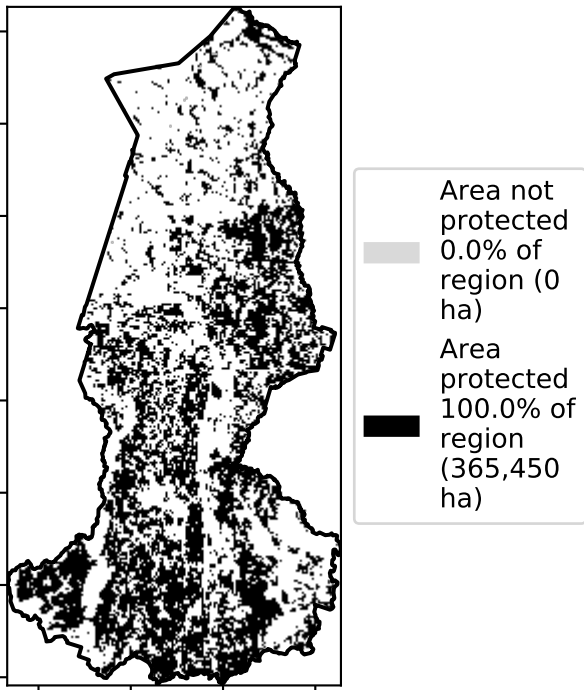 Area not
protected
0.0% of
region (0
ha)
Area
protected
100.0% of
region
(365,450
ha)